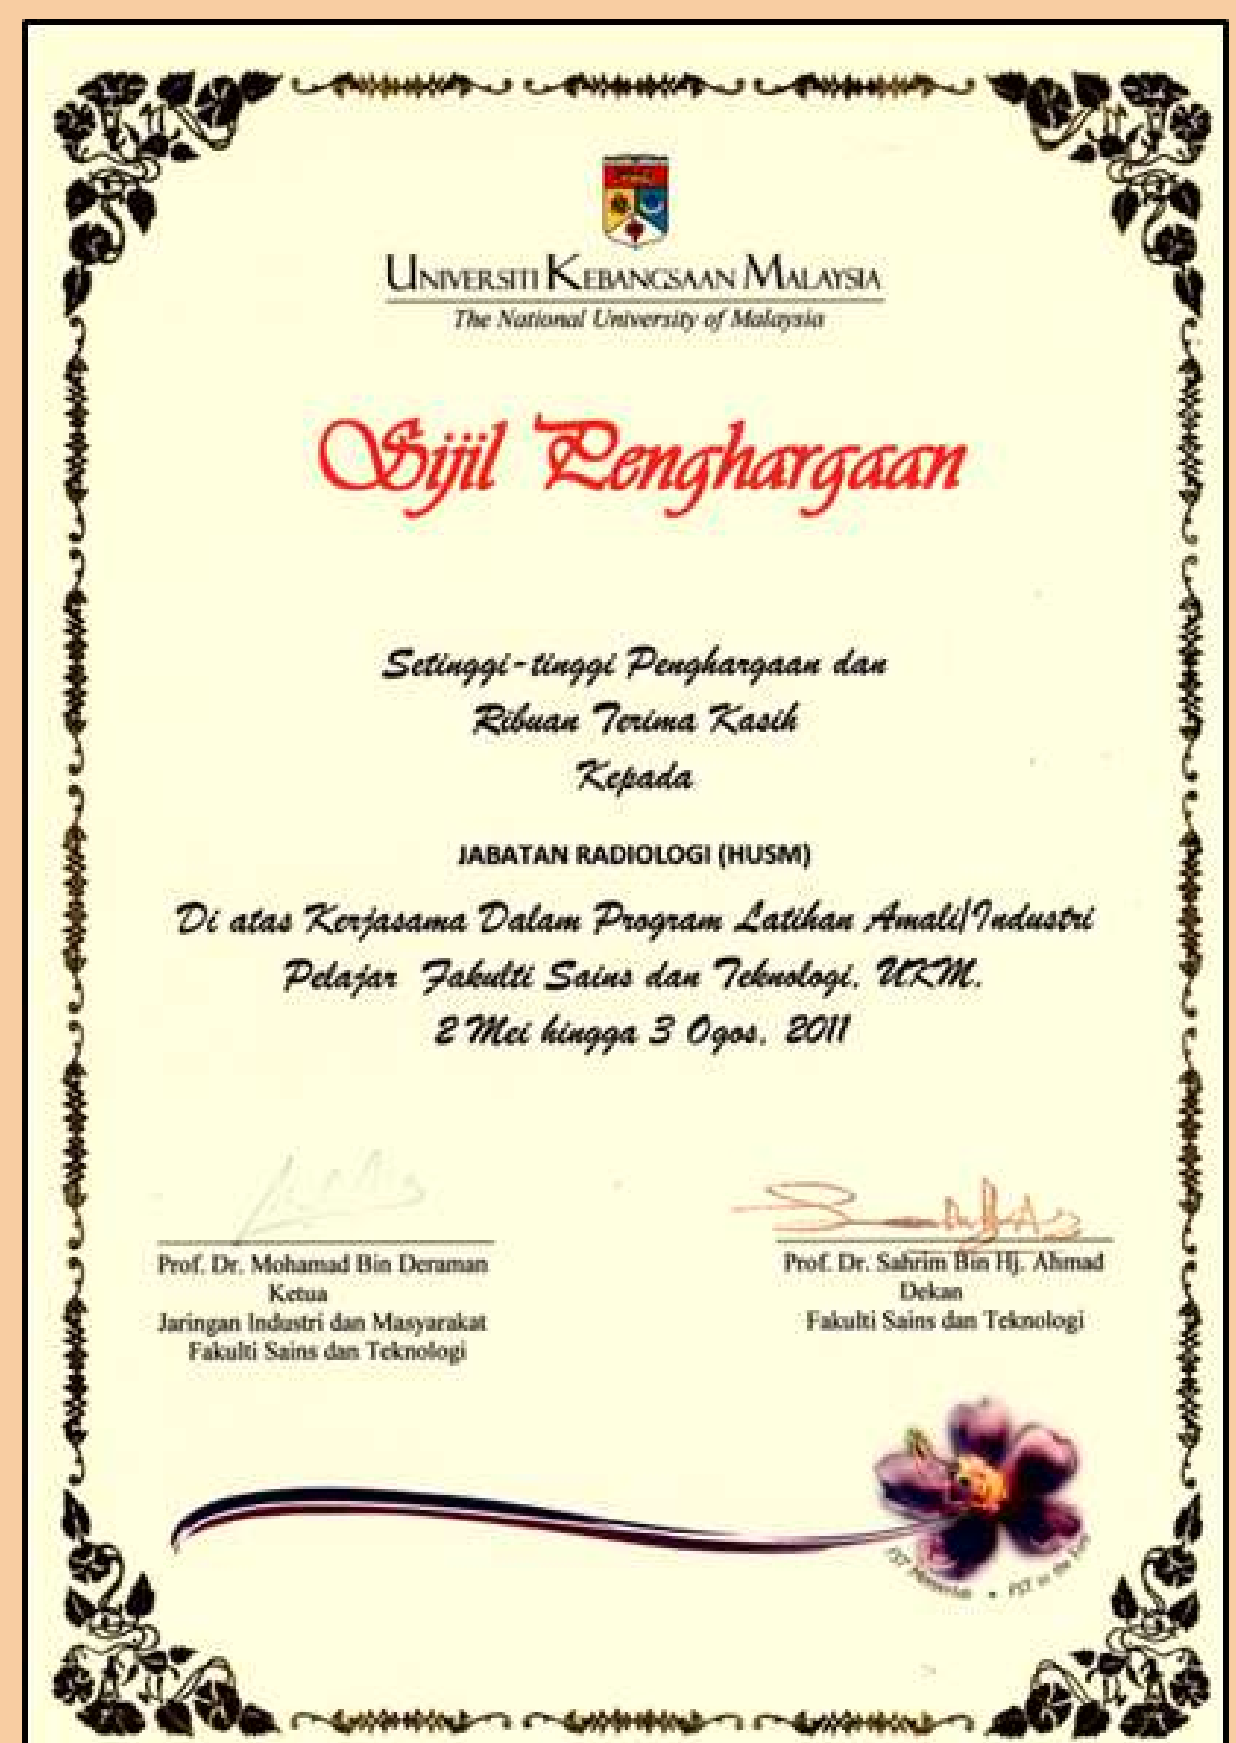 UNIVERSITI KEBANGSAAN MALAYSIA
The National University of Malaysia
Sijil Penghargaan
Setinggi-tinggi Penghargaan dan
Ribuan Terima Kasih
Kepada
JABATAN RADIOLOGI (HUSM)
Di atas Kerjasama Dalam Program Latihan Amali/Industri
Pelajar Fakulti Sains dan Teknologi, UKM.
2 Mei hingga 3 Ogos, 2011
Prof. Dr. Mohamad Bin Deraman
Ketua
Jaringan Industri dan Masyarakat
Fakulti Sains dan Teknologi
Prof. Dr. Sahrim Bin Hj. Ahmad
Dekan
Fakulti Sains dan Teknologi